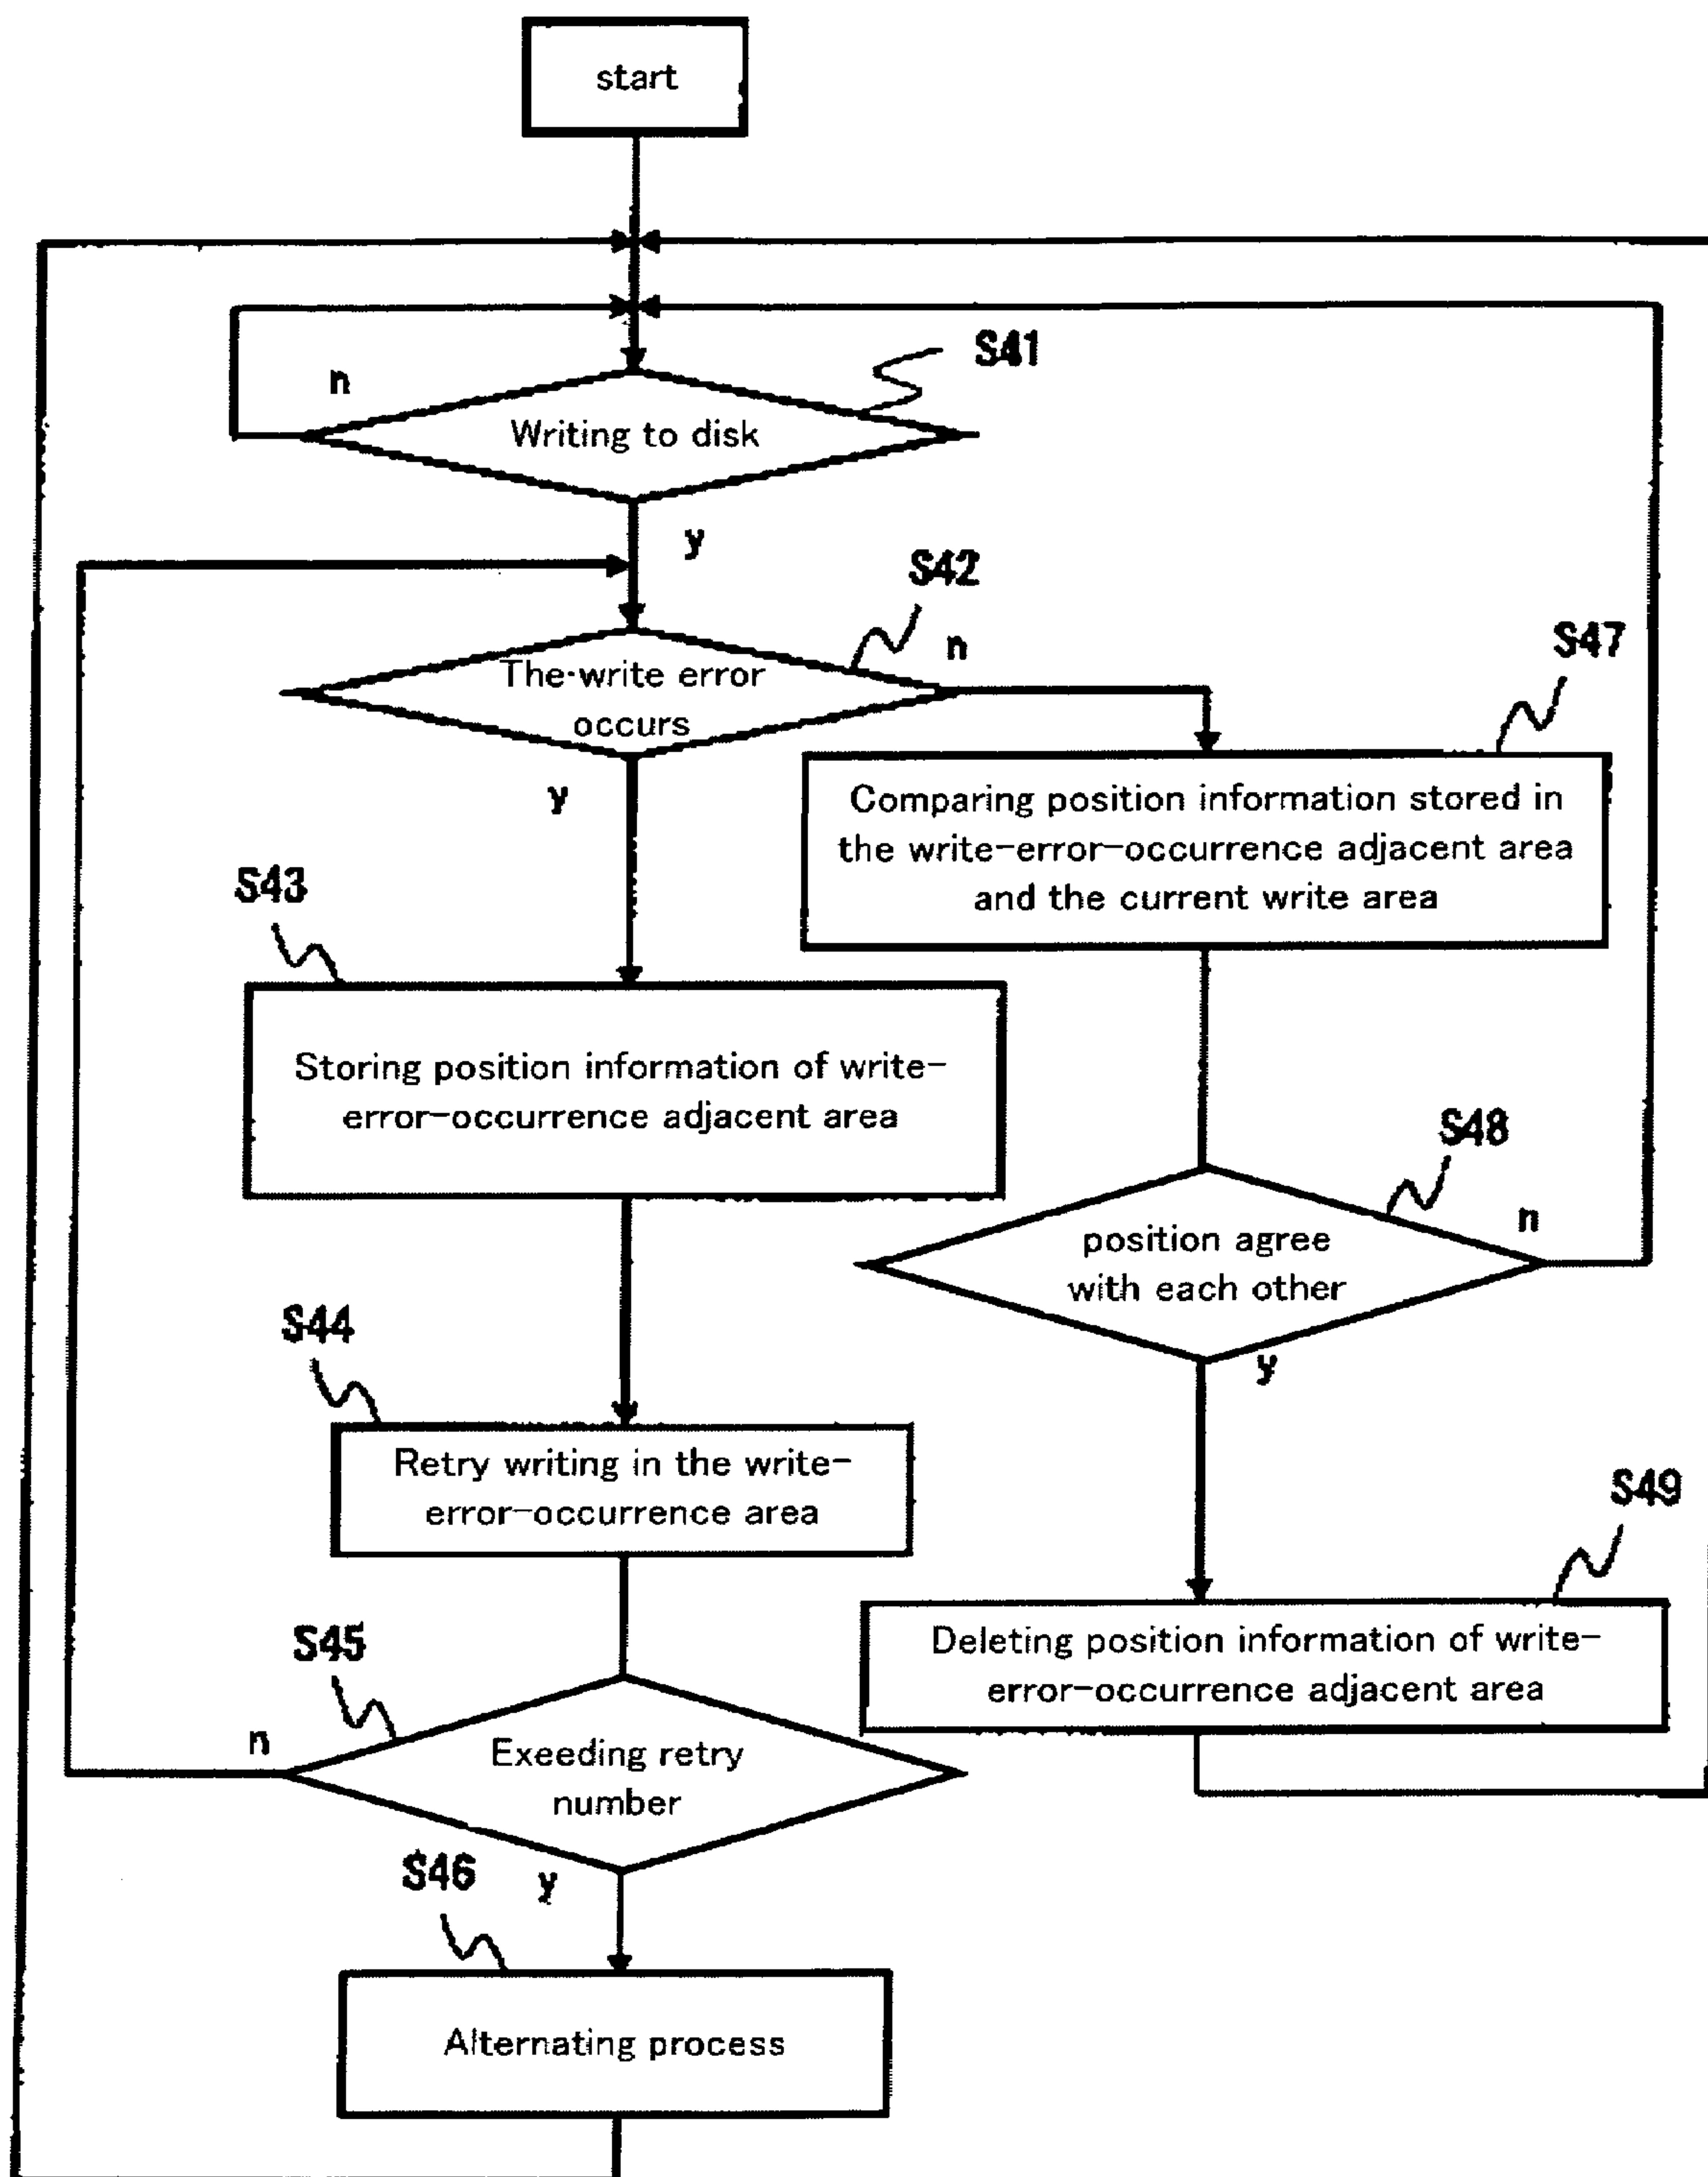 start
S41
n
Writing to disk
y
S42
n
The-write error
occurs
y
S47
Comparing position information stored in
the write-error-occurrence adjacent area
and the current write area
S43
Storing position information of write-
error-occurrence adjacent area
S48
n
position agree
with each other
y
S44
Retry writing in the write-
error-occurrence area
S49
Deleting position information of write-
error-occurrence adjacent area
S45
n
Exeeding retry
number
y
S46
Alternating process